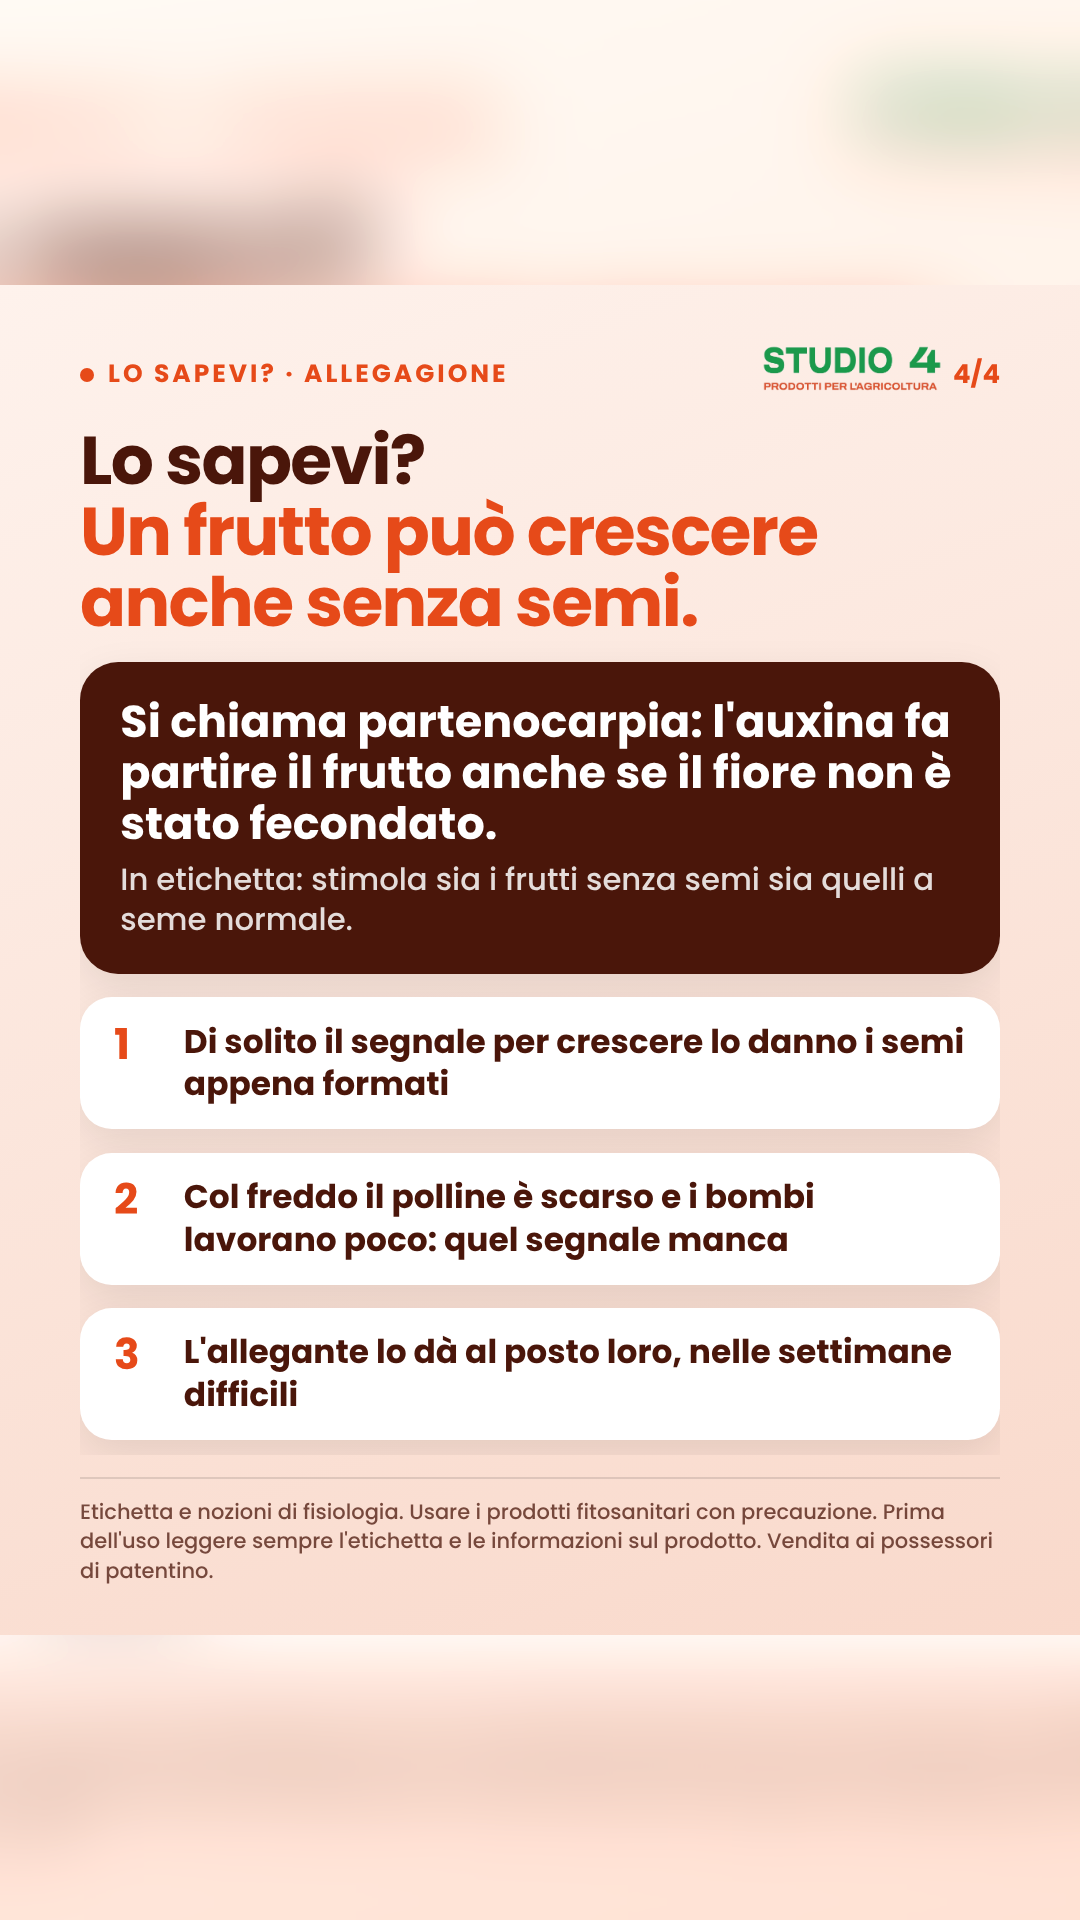 LO SAPEVI? · ALLEGAGIONE
STUDIO 4
PRODOTTI PER L'AGRICOLTURA
4/4
Lo sapevi?
Un frutto può crescere
anche senza semi.
Si chiama partenocarpia: l'auxina fa
partire il frutto anche se il fiore non è
stato fecondato.
In etichetta: stimola sia i frutti senza semi sia quelli a
seme normale.
1 Di solito il segnale per crescere lo danno i semi
appena formati
2 Col freddo il polline è scarso e i bombi
lavorano poco: quel segnale manca
3 L'allegante lo dà al posto loro, nelle settimane
difficili
Etichetta e nozioni di fisiologia. Usare i prodotti fitosanitari con precauzione. Prima
dell'uso leggere sempre l'etichetta e le informazioni sul prodotto. Vendita ai possessori
di patentino.